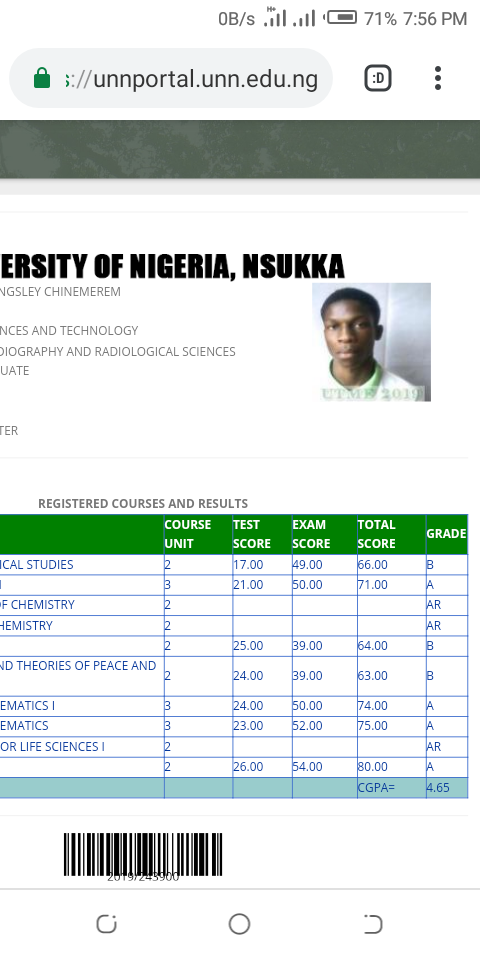 0B/s H+ 71% 7:56 PM
s://unnportal.unn.edu.ng
:D
ERSITY OF NIGERIA, NSUKKA
NGSLEY CHINEMEREM
NCES AND TECHNOLOGY
DIOGRAPHY AND RADIOLOGICAL SCIENCES
UATE
UTME 2019
TER
REGISTERED COURSES AND RESULTS
COURSE UNIT TEST SCORE EXAM SCORE TOTAL SCORE GRADE
ICAL STUDIES 2 17.00 49.00 66.00 B
3 21.00 50.00 71.00 A
OF CHEMISTRY 2 AR
HEMISTRY 2 AR
2 25.00 39.00 64.00 B
ND THEORIES OF PEACE AND 2 24.00 39.00 63.00 B
EMATICS I 3 24.00 50.00 74.00 A
EMATICS 3 23.00 52.00 75.00 A
OR LIFE SCIENCES I 2 AR
2 26.00 54.00 80.00 A
CGPA= 4.65
2019/243900